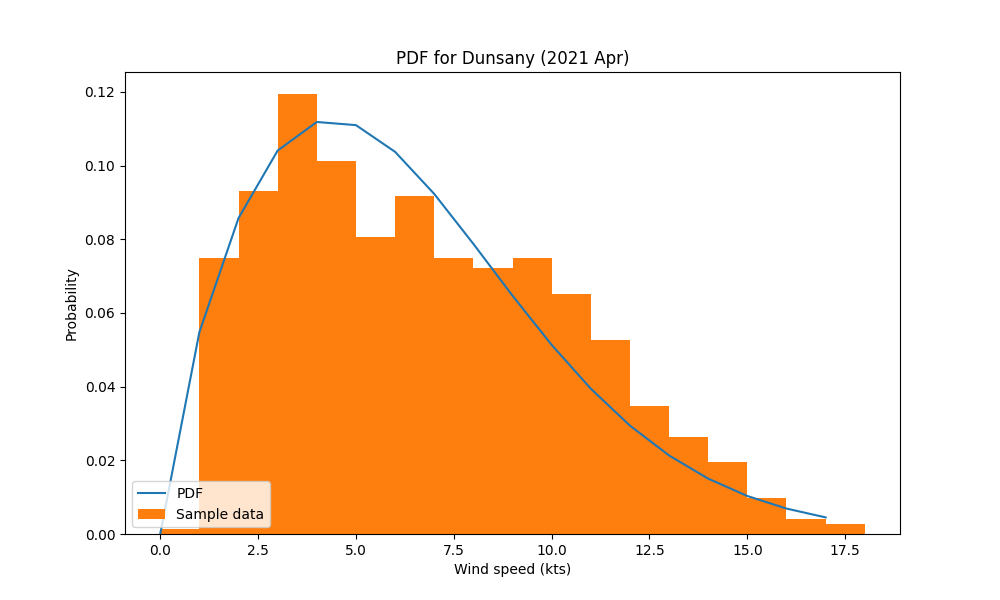 PDF for Dunsany (2021 Apr)
0.12
0.10
0.08
0.06
0.04
0.02
0.00
Probability
PDF
Sample data
0.0 2.5 5.0 7.5 10.0 12.5 15.0 17.5
Wind speed (kts)